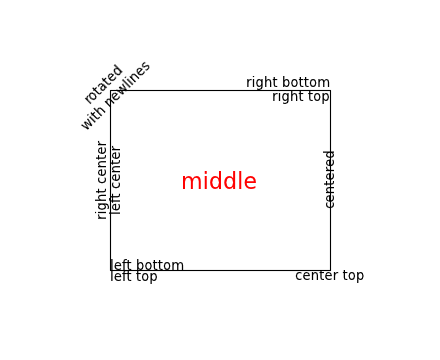 rotated
with newlines
right bottom
right top
right center
left center
middle
centered
left bottom
left top
center top